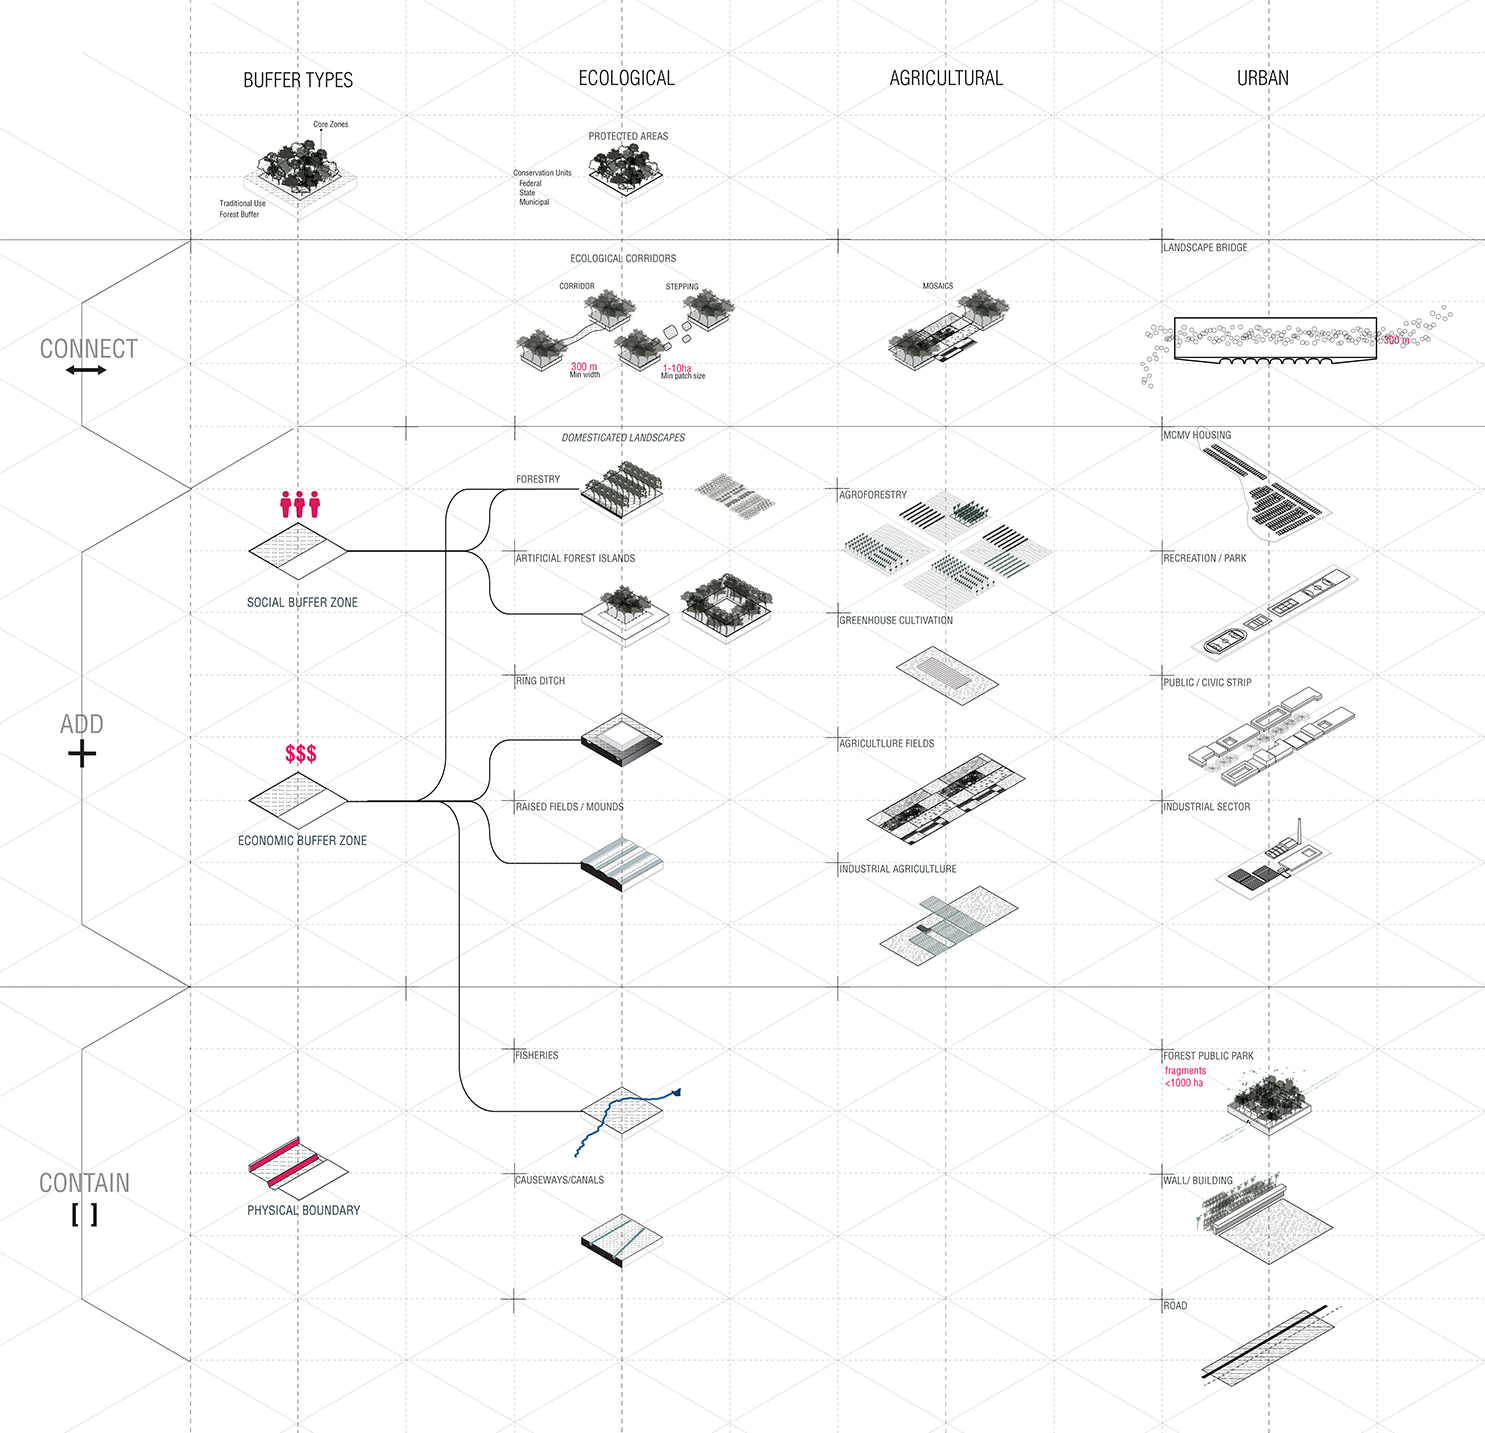 BUFFER TYPES
ECOLOGICAL
AGRICULTURAL
URBAN
Core Zones
Traditional Use
Forest Buffer
PROTECTED AREAS
Conservation Units
Federal
State
Municipal
CONNECT
ECOLOGICAL CORRIDORS
CORRIDOR
STEPPING
300 m
Min width
1-10ha
Min patch size
MOSAICS
LANDSCAPE BRIDGE
300 m
ADD
+
SOCIAL BUFFER ZONE
$$$
ECONOMIC BUFFER ZONE
DOMESTICATED LANDSCAPES
FORESTRY
ARTIFICIAL FOREST ISLANDS
RING DITCH
RAISED FIELDS / MOUNDS
AGROFORESTRY
GREENHOUSE CULTIVATION
AGRICULTLURE FIELDS
INDUSTRIAL AGRICULTLURE
MCMV HOUSING
RECREATION / PARK
PUBLIC / CIVIC STRIP
INDUSTRIAL SECTOR
CONTAIN
[ ]
PHYSICAL BOUNDARY
FISHERIES
CAUSEWAYS/CANALS
FOREST PUBLIC PARK
fragments
<1000 ha
WALL/ BUILDING
ROAD